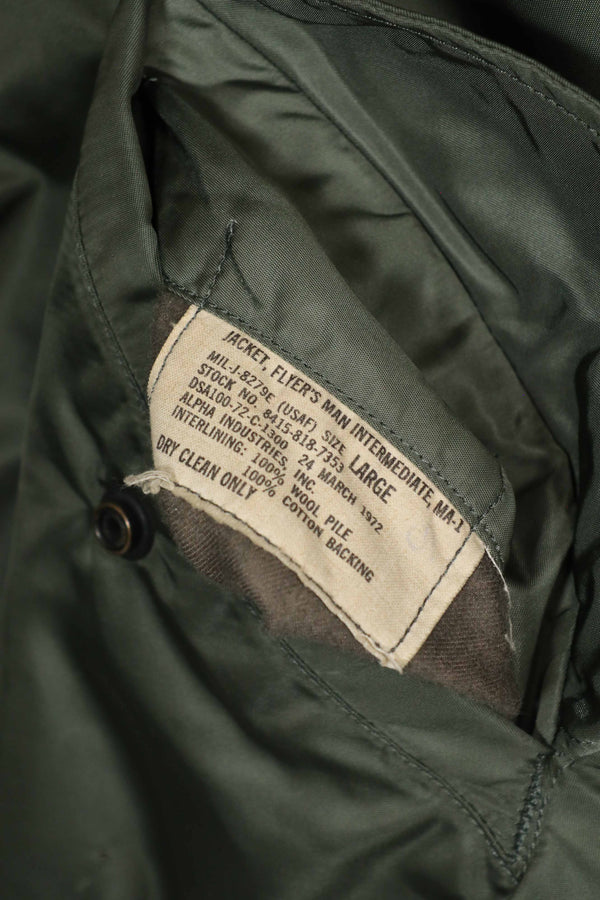 JACKET, FLYER'S MAN INTERMEDIATE, MA-1
MIL-J-8279E (USAF) SIZE LARGE
STOCK NO. 8415-818-7353
DSA100-72-C-1300 24 MARCH 1972
ALPHA INDUSTRIES, INC.
INTERLINING: 100% WOOL PILE
100% COTTON BACKING
DRY CLEAN ONLY